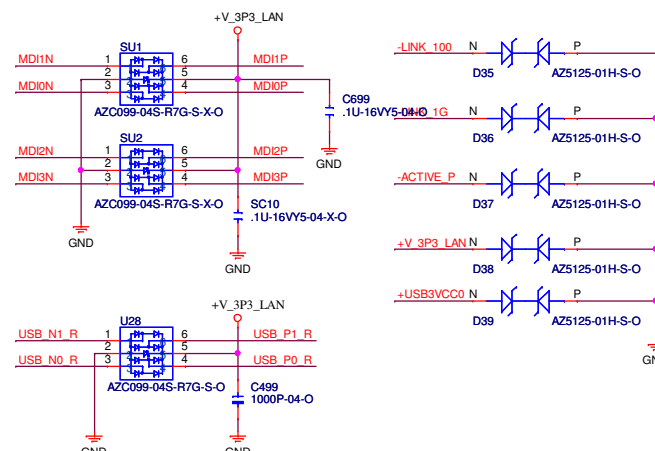 +V_3P3_LAN
SU1
MDI1N 1 6 MDI1P
2 5
MDI0N 3 4 MDI0P
AZC099-04S-R7G-S-X-O
C699
.1U-16VY5-04-O
GND
SU2
MDI2N 1 6 MDI2P
2 5
MDI3N 3 4 MDI3P
AZC099-04S-R7G-S-X-O
SC10
.1U-16VY5-04-X-O
GND
GND
+V_3P3_LAN
U28
USB_N1_R 1 6 USB_P1_R
2 5
USB_N0_R 3 4 USB_P0_R
AZC099-04S-R7G-S-O
C499
1000P-04-O
GND
GND
-LINK_100 N P
D35 AZ5125-01H-S-O
_1G N P
D36 AZ5125-01H-S-O
-ACTIVE_P N P
D37 AZ5125-01H-S-O
+V_3P3_LAN N P
D38 AZ5125-01H-S-O
+USB3VCC0 N P
D39 AZ5125-01H-S-O